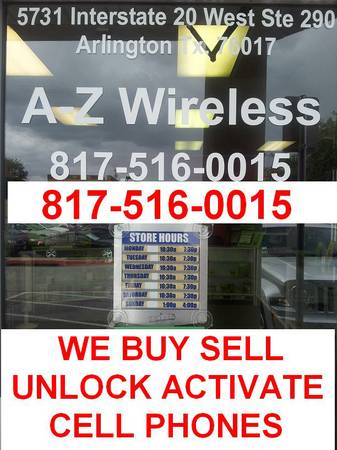 5731 Interstate 20 West Ste 290
Arlington Tx, 76017
A-Z Wireless
817-516-0015
817-516-0015
STORE HOURS
MONDAY 10:30a 7:30p
TUESDAY 10:30a 7:30p
WEDNESDAY 10:30a 7:30p
THURSDAY 10:30a 7:30p
FRIDAY 10:30a 7:30p
SATURDAY 10:30a 7:30p
SUNDAY 1:00p 4:00p
WE BUY SELL
UNLOCK ACTIVATE
CELL PHONES